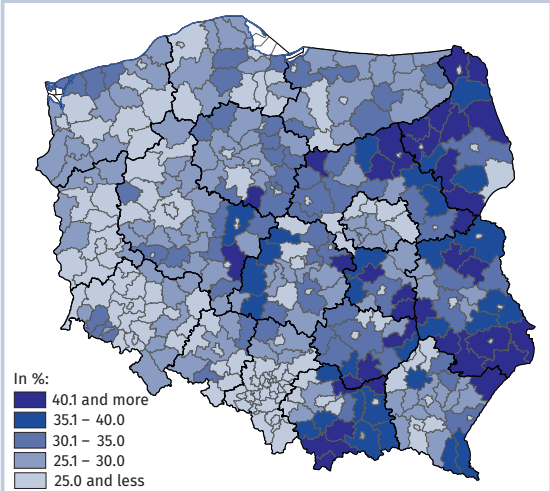 In %:
40.1 and more
35.1 – 40.0
30.1 – 35.0
25.1 – 30.0
25.0 and less